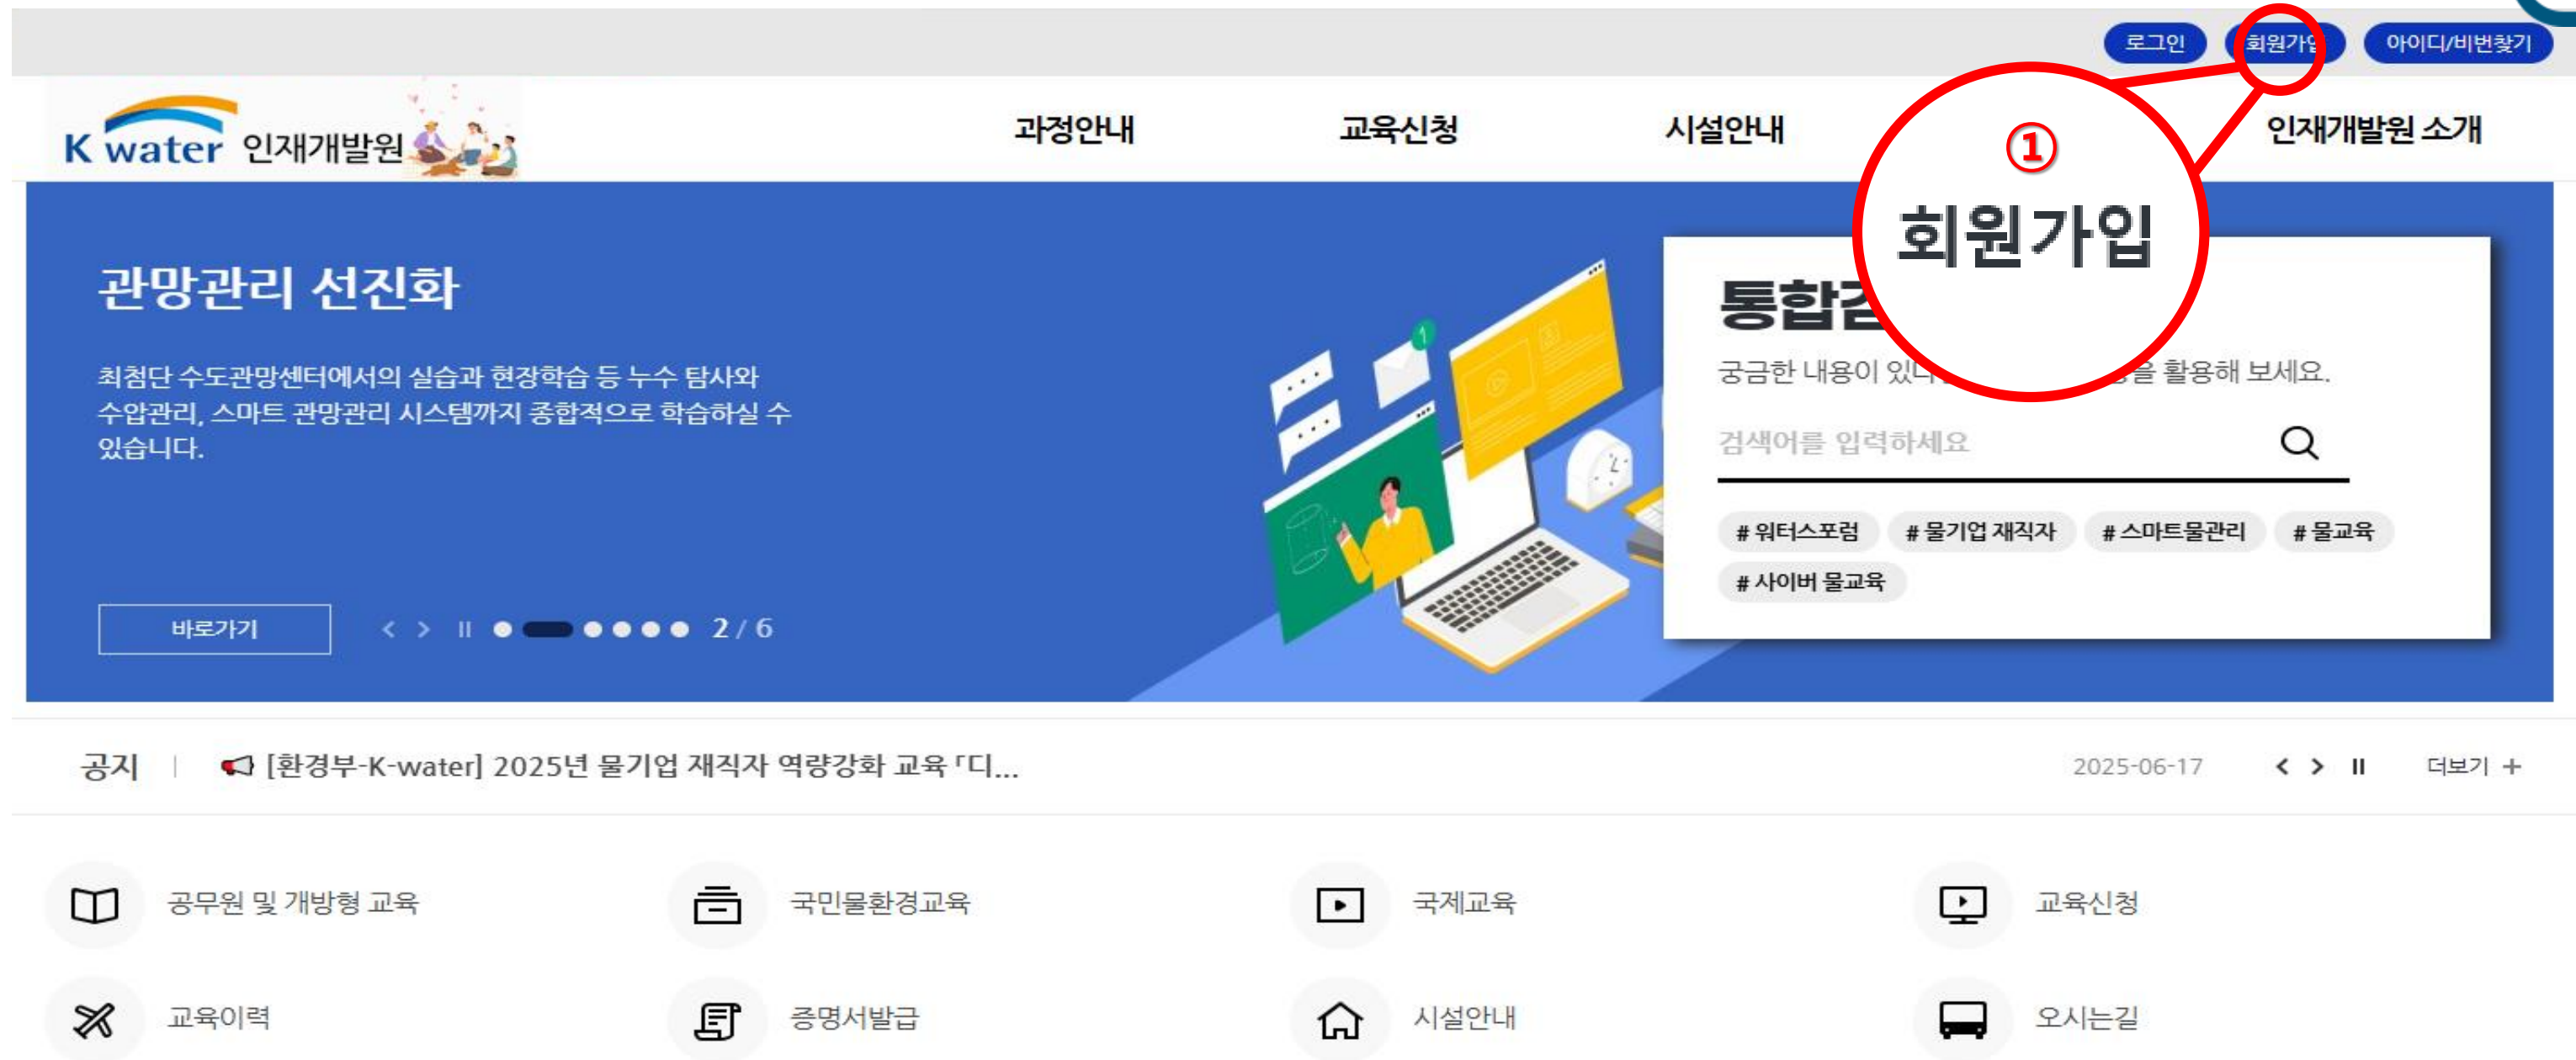 로그인 회원가입 아이디/비번찾기
K water 인재개발원
과정안내 교육신청 시설안내 인재개발원 소개
①
회원가입
관망관리 선진화
최첨단 수도관망센터에서의 실습과 현장학습 등 누수 탐사와
수압관리, 스마트 관망관리 시스템까지 종합적으로 학습하실 수
있습니다.
바로가기
2 / 6
통합
궁금한 내용이 활용해 보세요.
검색어를 입력하세요
# 워터스포럼 # 물기업 재직자 # 스마트물관리 # 물교육
# 사이버 물교육
공지 [환경부-K-water] 2025년 물기업 재직자 역량강화 교육 「디... 2025-06-17 더보기 +
공무원 및 개방형 교육 국민물환경교육 국제교육 교육신청
교육이력 증명서발급 시설안내 오시는길